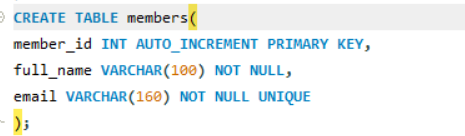 CREATE TABLE members(
member_id INT AUTO_INCREMENT PRIMARY KEY,
full_name VARCHAR(100) NOT NULL,
email VARCHAR(160) NOT NULL UNIQUE
);